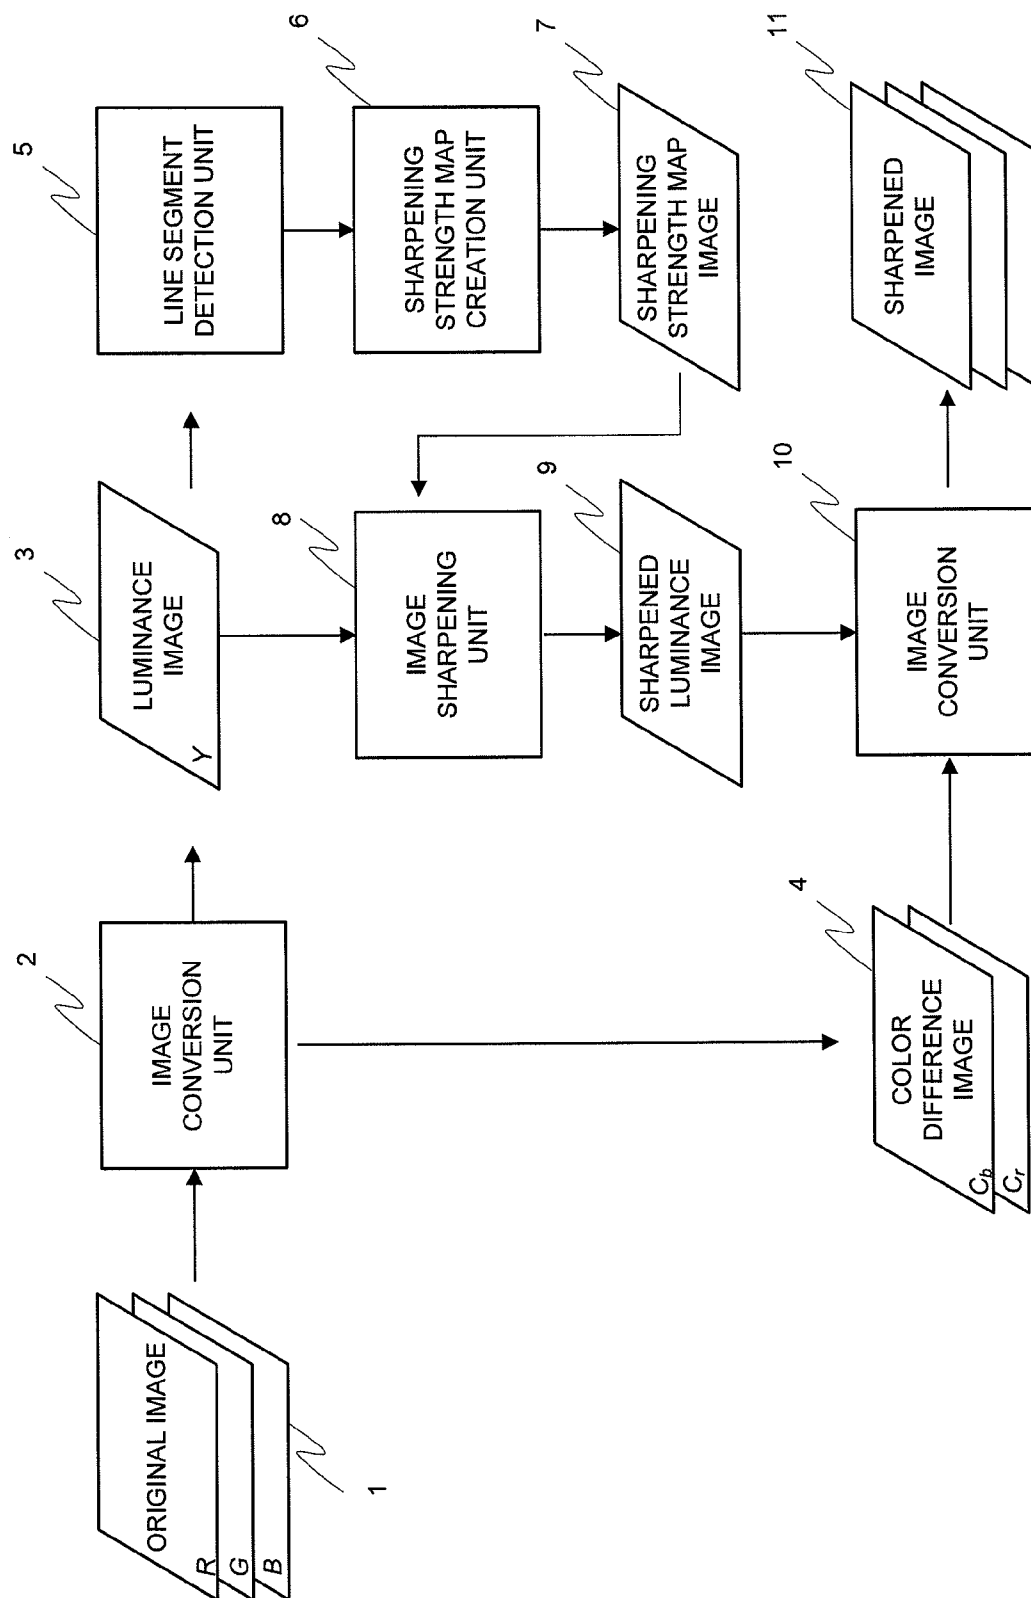 1
ORIGINAL IMAGE
R
G
B
2
IMAGE
CONVERSION
UNIT
3
LUMINANCE
IMAGE
Y
5
LINE SEGMENT
DETECTION UNIT
6
SHARPENING
STRENGTH MAP
CREATION UNIT
7
SHARPENING
STRENGTH MAP
IMAGE
8
IMAGE
SHARPENING
UNIT
9
SHARPENED
LUMINANCE
IMAGE
4
COLOR
DIFFERENCE
IMAGE
Cb
Cr
10
IMAGE
CONVERSION
UNIT
11
SHARPENED
IMAGE